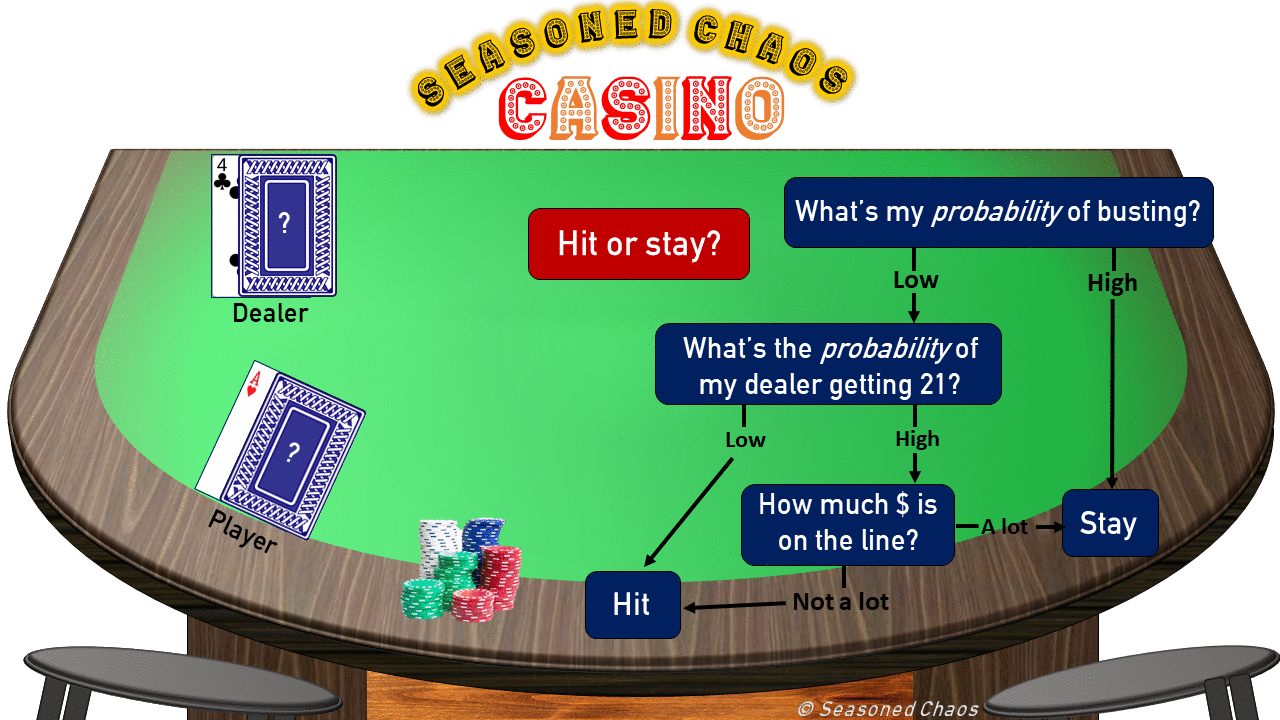 SEASONED CHAOS
CASINO
4
?
Dealer
A
?
Player
Hit or stay?
What's my probability of busting?
Low
High
What's the probability of
my dealer getting 21?
Low
High
How much $ is
on the line?
A lot
Stay
Not a lot
Hit
© Seasoned Chaos